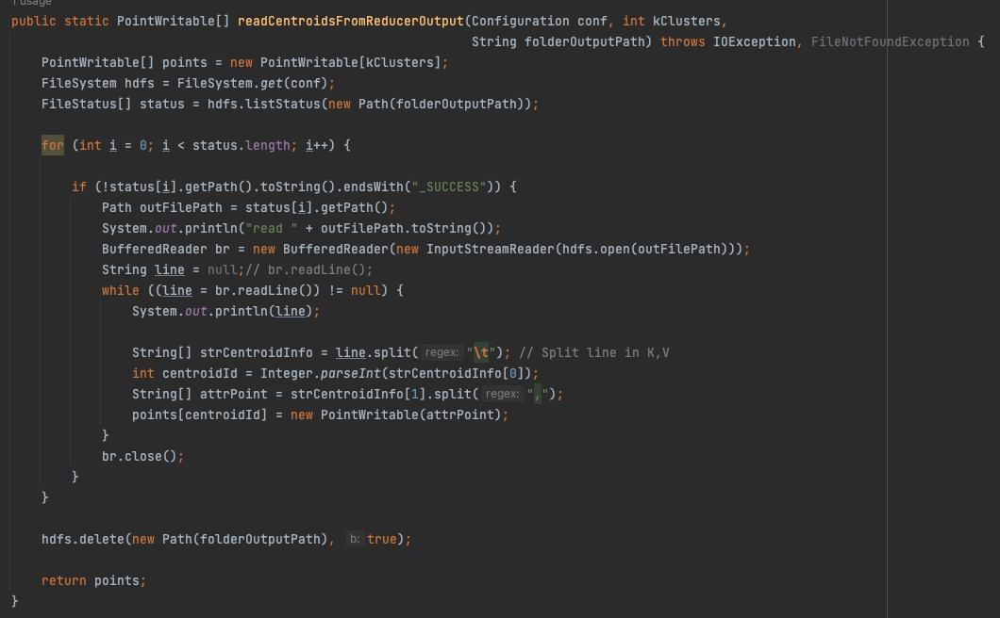 1 usage
public static PointWritable[] readCentroidsFromReducerOutput(Configuration conf, int kClusters,
String folderOutputPath) throws IOException, FileNotFoundException {
PointWritable[] points = new PointWritable[kClusters];
FileSystem hdfs = FileSystem.get(conf);
FileStatus[] status = hdfs.listStatus(new Path(folderOutputPath));
for (int i = 0; i < status.length; i++) {
if (!status[i].getPath().toString().endsWith("_SUCCESS")) {
Path outFilePath = status[i].getPath();
System.out.println("read " + outFilePath.toString());
BufferedReader br = new BufferedReader(new InputStreamReader(hdfs.open(outFilePath)));
String line = null;// br.readLine();
while ((line = br.readLine()) != null) {
System.out.println(line);
String[] strCentroidInfo = line.split( regex: "\t"); // Split line in K,V
int centroidId = Integer.parseInt(strCentroidInfo[0]);
String[] attrPoint = strCentroidInfo[1].split( regex: ",");
points[centroidId] = new PointWritable(attrPoint);
}
br.close();
}
}
hdfs.delete(new Path(folderOutputPath), b: true);
return points;
}